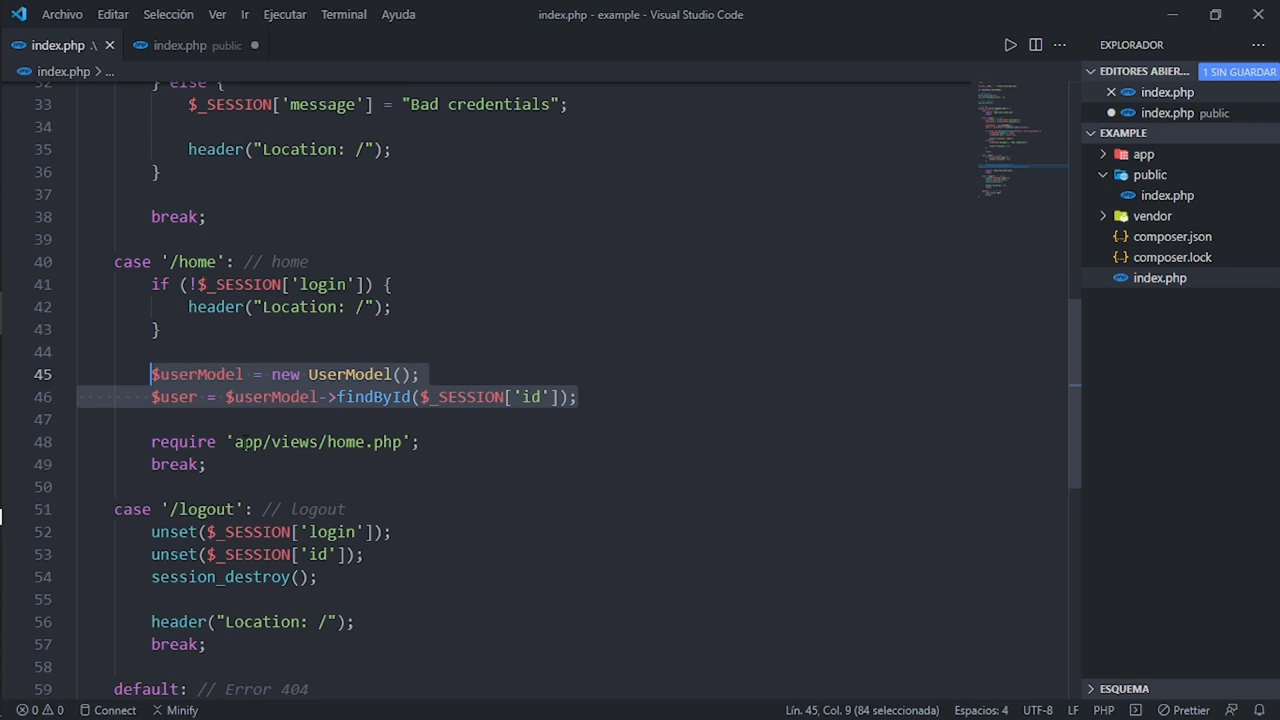 Archivo Editar Selección Ver Ir Ejecutar Terminal Ayuda
index.php - example - Visual Studio Code
index.php .\
index.php public
index.php > ...
32 } else {
33 $_SESSION['message'] = "Bad credentials";
34
35 header("Location: /");
36 }
37
38 break;
39
40 case '/home': // home
41 if (!$_SESSION['login']) {
42 header("Location: /");
43 }
44
45 $userModel = new UserModel();
46 $user = $userModel->findById($_SESSION['id']);
47
48 require 'app/views/home.php';
49 break;
50
51 case '/logout': // logout
52 unset($_SESSION['login']);
53 unset($_SESSION['id']);
54 session_destroy();
55
56 header("Location: /");
57 break;
58
59 default: // Error 404
EXPLORADOR
EDITORES ABIER... 1 SIN GUARDAR
index.php
index.php public
EXAMPLE
app
public
index.php
vendor
composer.json
composer.lock
index.php
ESQUEMA
0 0 Connect Minify
Lín. 45, Col. 9 (84 seleccionada) Espacios: 4 UTF-8 LF PHP Prettier